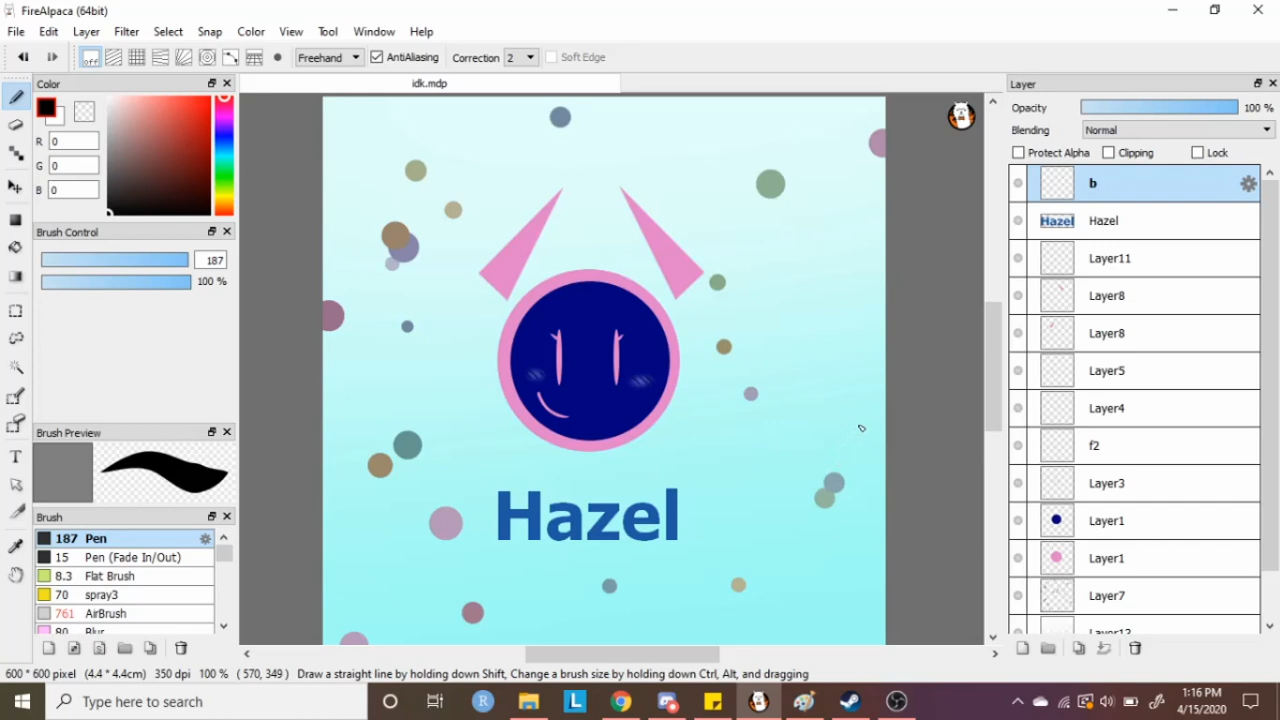 FireAlpaca (64bit)
File Edit Layer Filter Select Snap Color View Tool Window Help
off Freehand AntiAliasing Correction 2 Soft Edge
Color
idk.mdp
R 0
G 0
B 0
Brush Control
187
100 %
Brush Preview
Brush
187 Pen
15 Pen (Fade In/Out)
8.3 Flat Brush
70 spray3
761 AirBrush
80 Blur
Hazel
Layer
Opacity 100 %
Blending Normal
Protect Alpha Clipping Lock
b
Hazel Hazel
Layer11
Layer8
Layer8
Layer5
Layer4
f2
Layer3
Layer1
Layer1
Layer7
Layer12
600 * 600 pixel (4.4 * 4.4cm) 350 dpi 100 % ( 570, 349 ) Draw a straight line by holding down Shift, Change a brush size by holding down Ctrl, Alt, and dragging
Type here to search
1:16 PM
4/15/2020